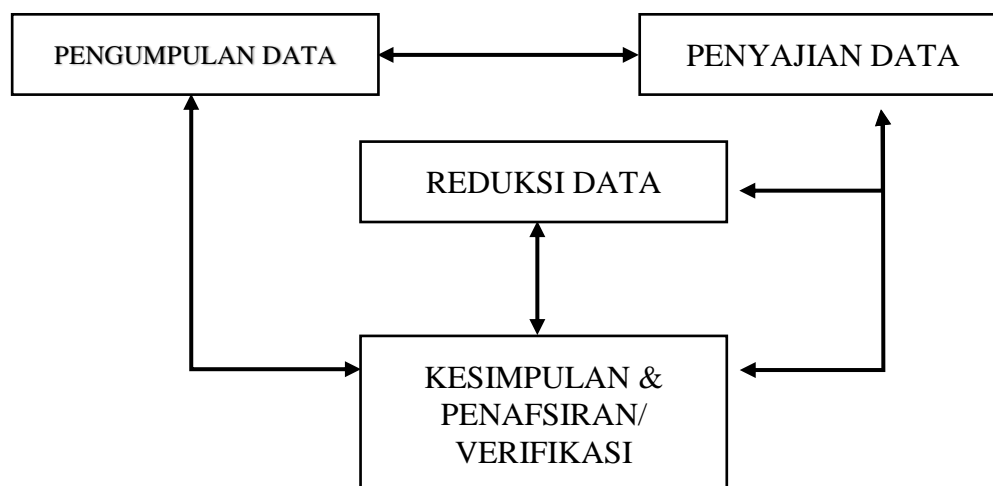 PENGUMPULAN DATA
PENYAJIAN DATA
REDUKSI DATA
KESIMPULAN &
PENAFSIRAN/
VERIFIKASI